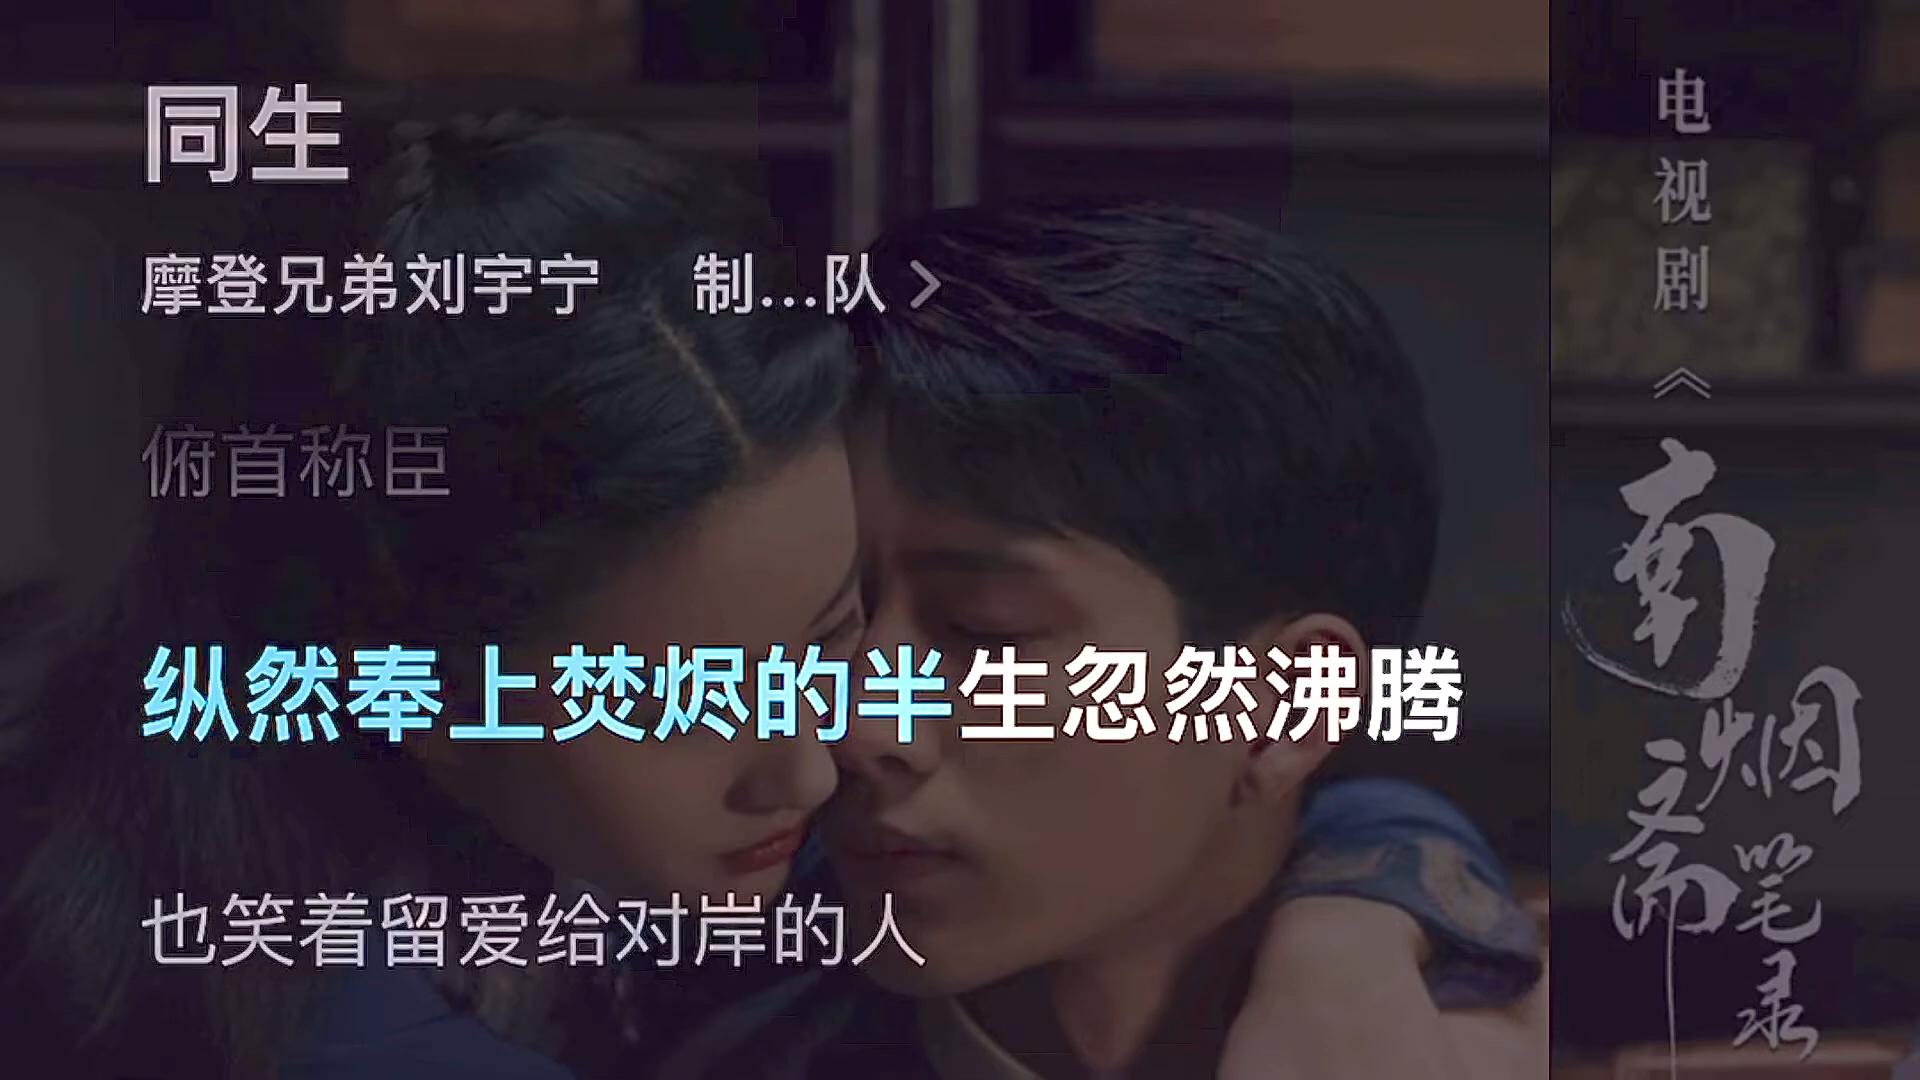 同生
摩登兄弟刘宇宁 制...队 >
俯首称臣
纵然奉上焚烬的半生忽然沸腾
也笑着留爱给对岸的人
电视剧《
南烟
斋笔录